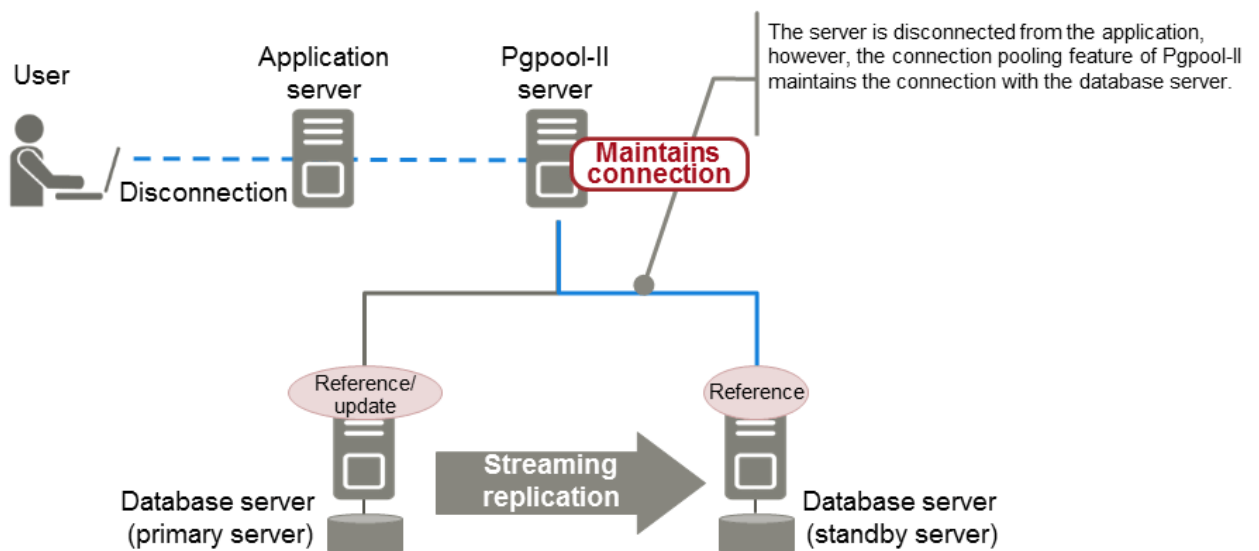 The server is disconnected from the application,
however, the connection pooling feature of Pgpool-II
maintains the connection with the database server.
User
Application
server
Pgpool-II
server
Maintains
connection
Disconnection
Reference/
update
Reference
Streaming
replication
Database server
(primary server)
Database server
(standby server)